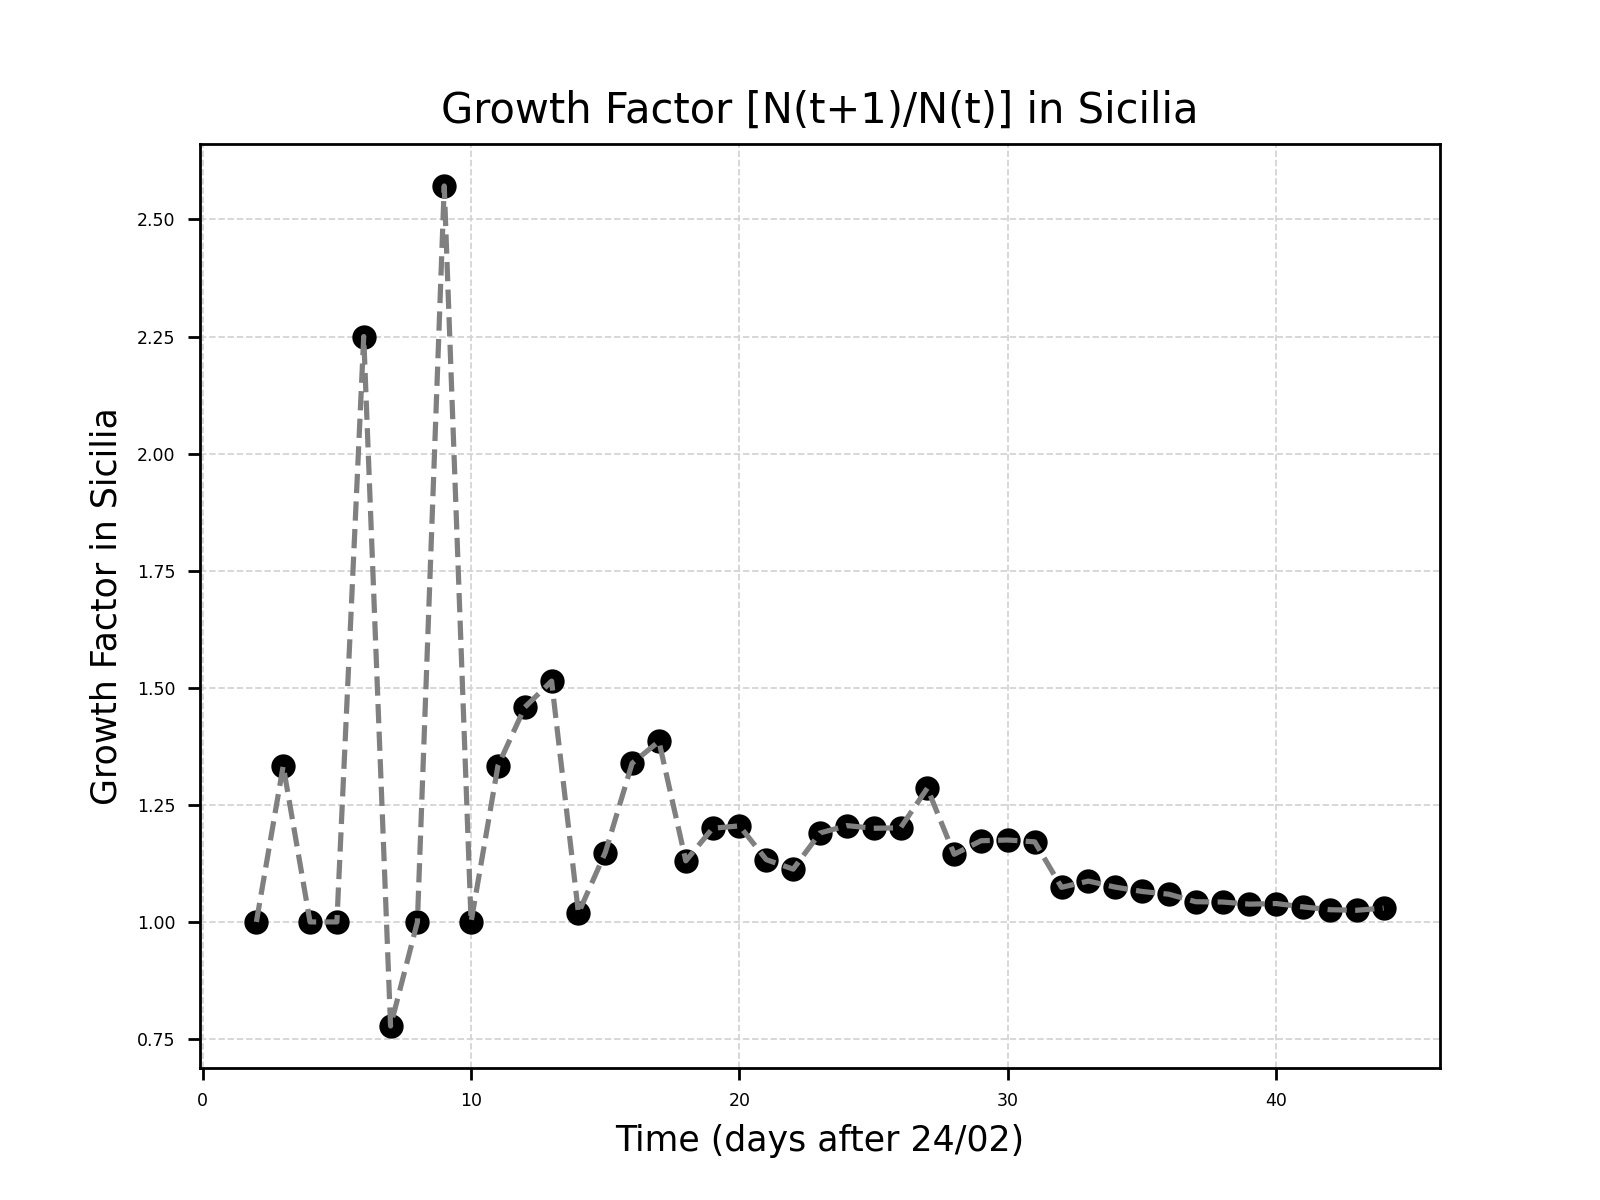 Growth Factor [N(t+1)/N(t)] in Sicilia
Growth Factor in Sicilia
2.50
2.25
2.00
1.75
1.50
1.25
1.00
0.75
0 10 20 30 40
Time (days after 24/02)